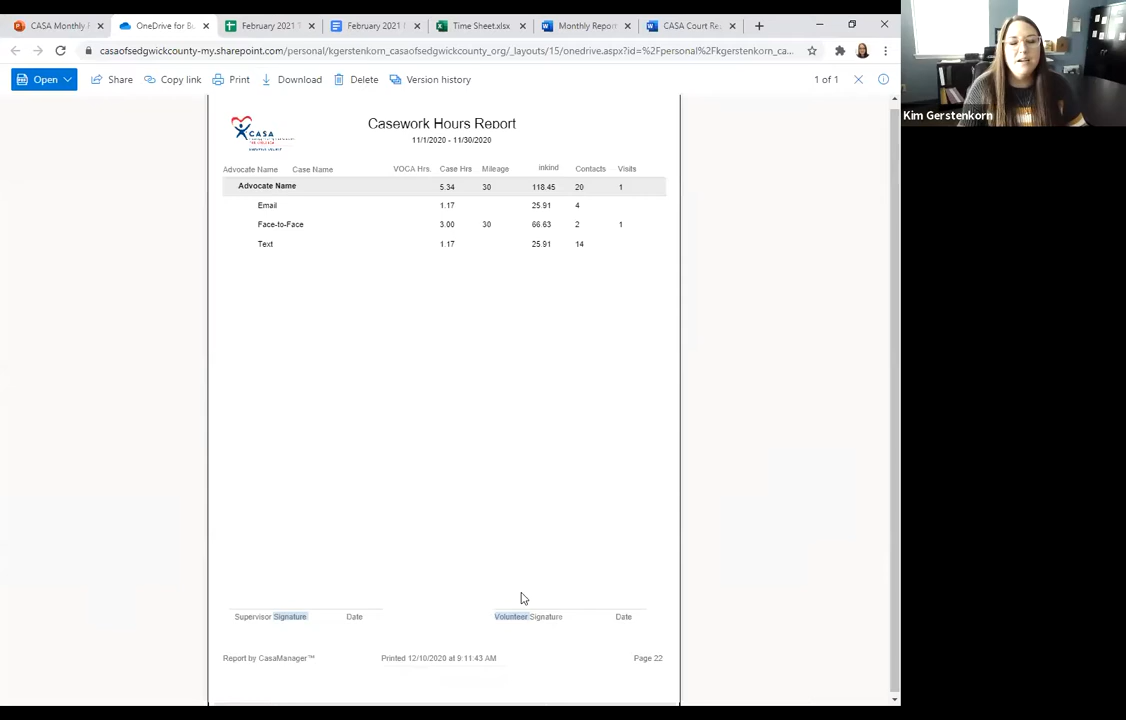 CASA Monthly
OneDrive for Bu
February 2021 T
February 2021
Time Sheet.xlsx
Monthly Repor
CASA Court Re
casaofsedgwickcounty-my.sharepoint.com/personal/kgerstenkorn_casaofsedgwickcounty_org/_layouts/15/onedrive.aspx?id=%2Fpersonal%2Fkgerstenkorn_ca...
Open Share Copy link Print Download Delete Version history 1 of 1
Kim Gerstenkorn
CASA
Casework Hours Report
11/1/2020 - 11/30/2020
Advocate Name Case Name VOCA Hrs. Case Hrs Mileage inkind Contacts Visits
Advocate Name 5.34 30 118.45 20 1
Email 1.17 25.91 4
Face-to-Face 3.00 30 66.63 2 1
Text 1.17 25.91 14
Supervisor Signature Date Volunteer Signature Date
Report by CasaManager™ Printed 12/10/2020 at 9:11:43 AM Page 22